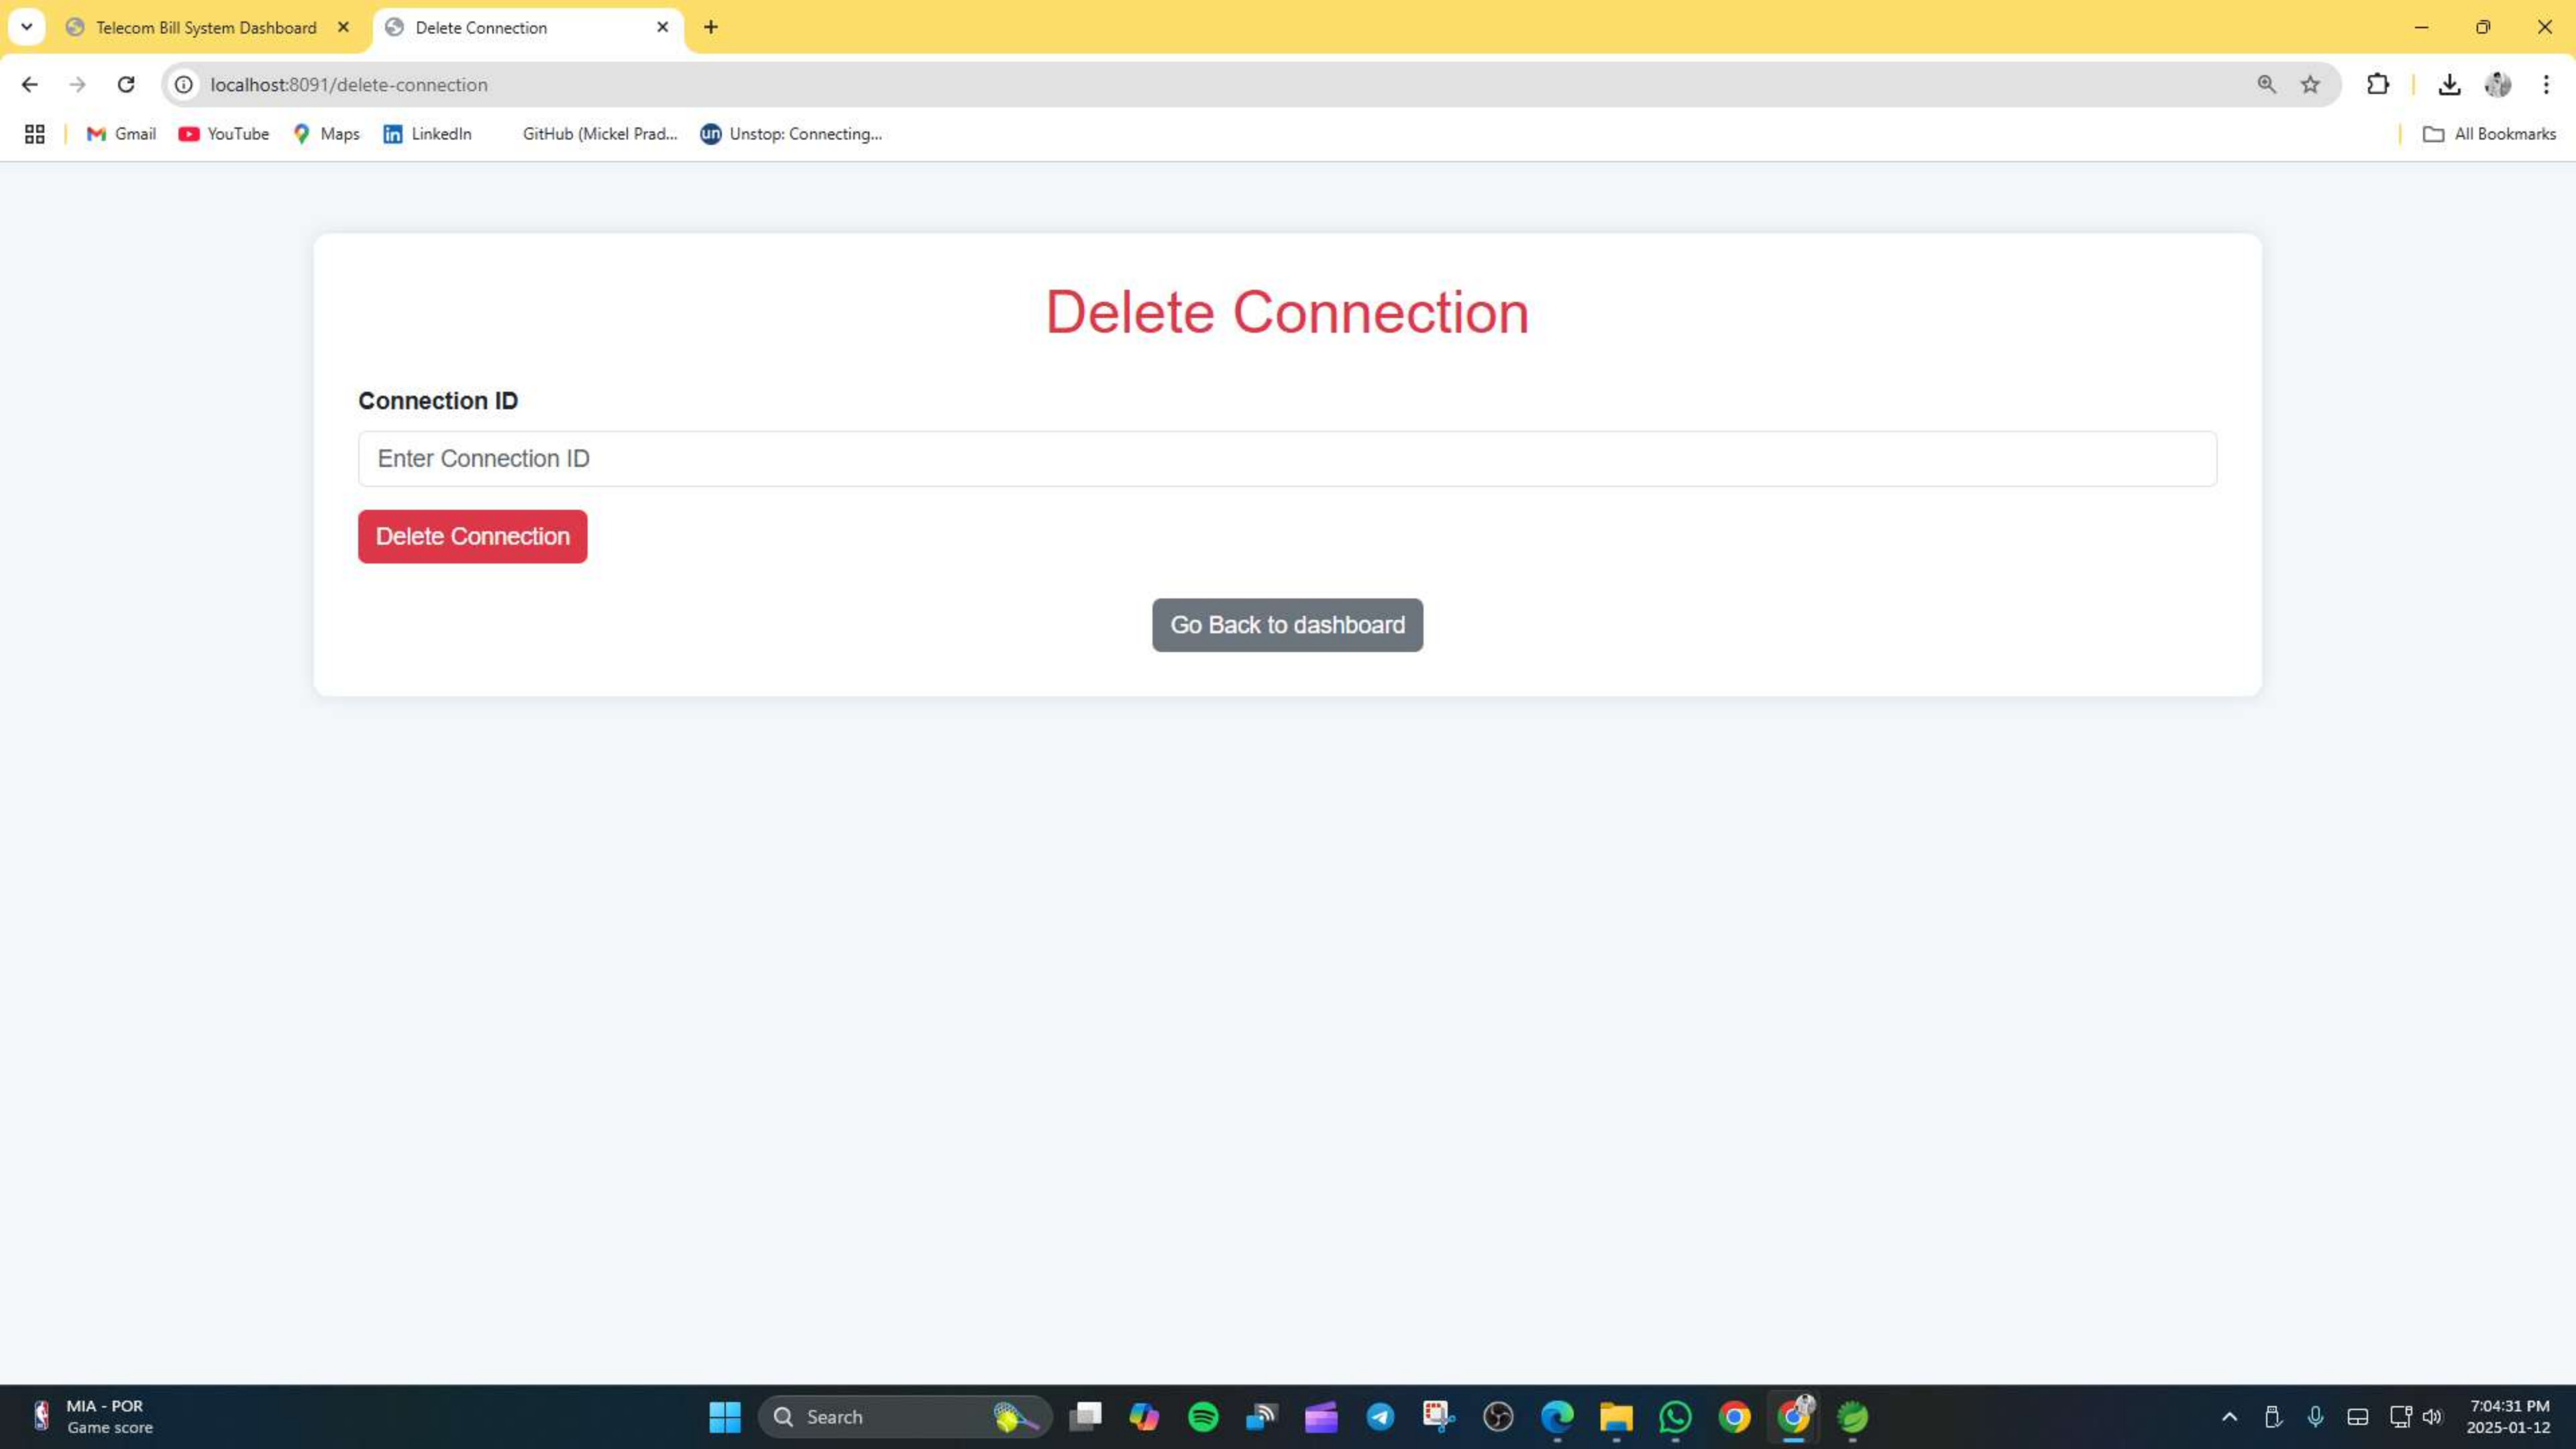 Telecom Bill System Dashboard
Delete Connection
localhost:8091/delete-connection
Gmail
YouTube
Maps
in LinkedIn
GitHub (Mickel Prad...
un Unstop: Connecting...
All Bookmarks
Delete Connection
Connection ID
Enter Connection ID
Delete Connection
Go Back to dashboard
MIA - POR
Game score
Search
7:04:31 PM
2025-01-12